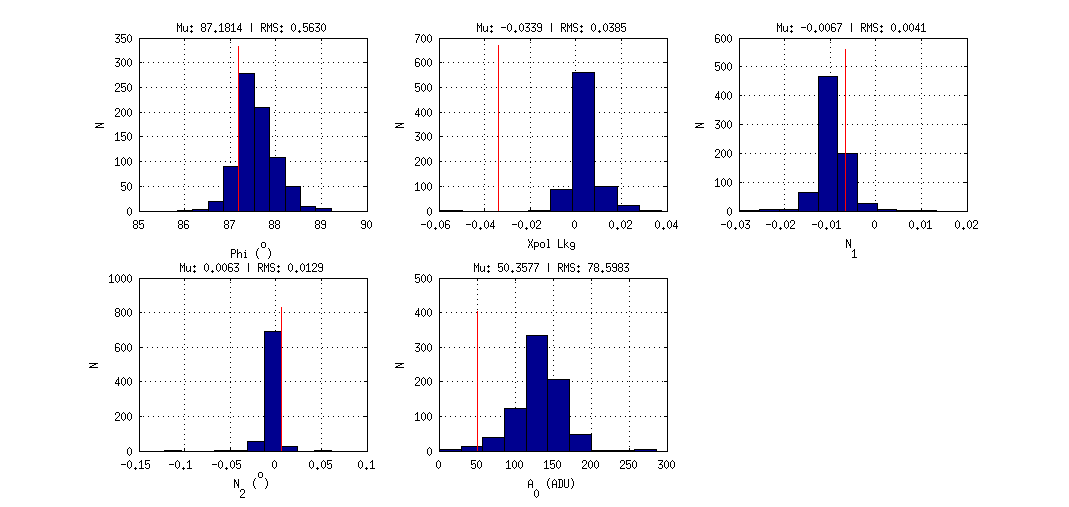 Mu: 87.1814 | RMS: 0.5630
350
300
250
200
150
100
50
0
N
85 86 87 88 89 90
Phi (o)
Mu: -0.0339 | RMS: 0.0385
700
600
500
400
300
200
100
0
N
-0.06 -0.04 -0.02 0 0.02 0.04
Xpol Lkg
Mu: -0.0067 | RMS: 0.0041
600
500
400
300
200
100
0
N
-0.03 -0.02 -0.01 0 0.01 0.02
N1
Mu: 0.0063 | RMS: 0.0129
1000
800
600
400
200
0
N
-0.15 -0.1 -0.05 0 0.05 0.1
N2 (o)
Mu: 50.3577 | RMS: 78.5983
500
400
300
200
100
0
N
0 50 100 150 200 250 300
A0 (ADU)